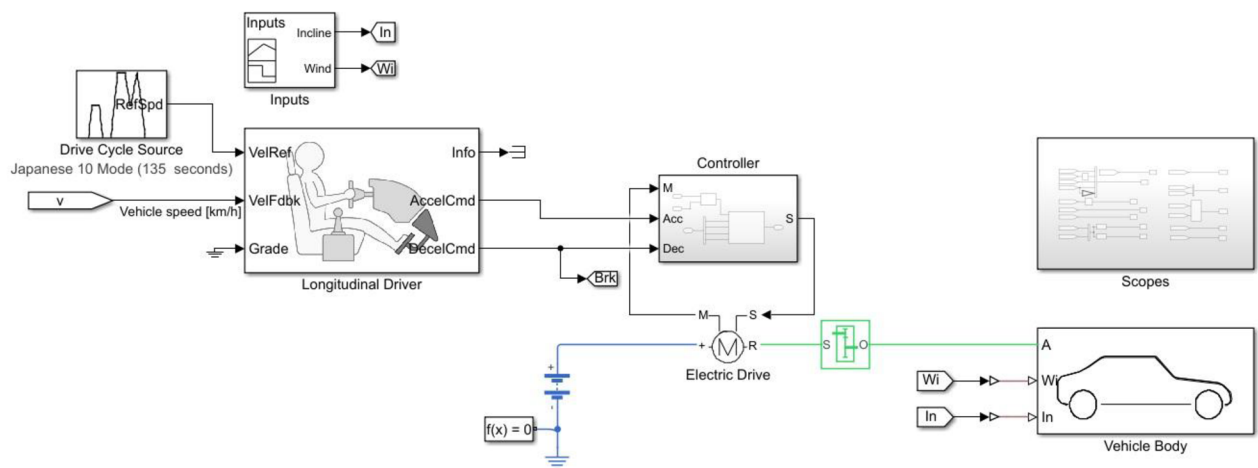 Inputs
Incline
In
Wind
Wi
Inputs
RefSpd
Drive Cycle Source
Japanese 10 Mode (135 seconds)
VelRef
Info
v
Vehicle speed [km/h]
VelFdbk
AccelCmd
Grade
DecelCmd
Longitudinal Driver
Brk
Controller
M
Acc
S
Dec
Scopes
M
S
+
M
R
Electric Drive
S
O
A
Wi
Wi
In
In
Vehicle Body
+
-
f(x) = 0